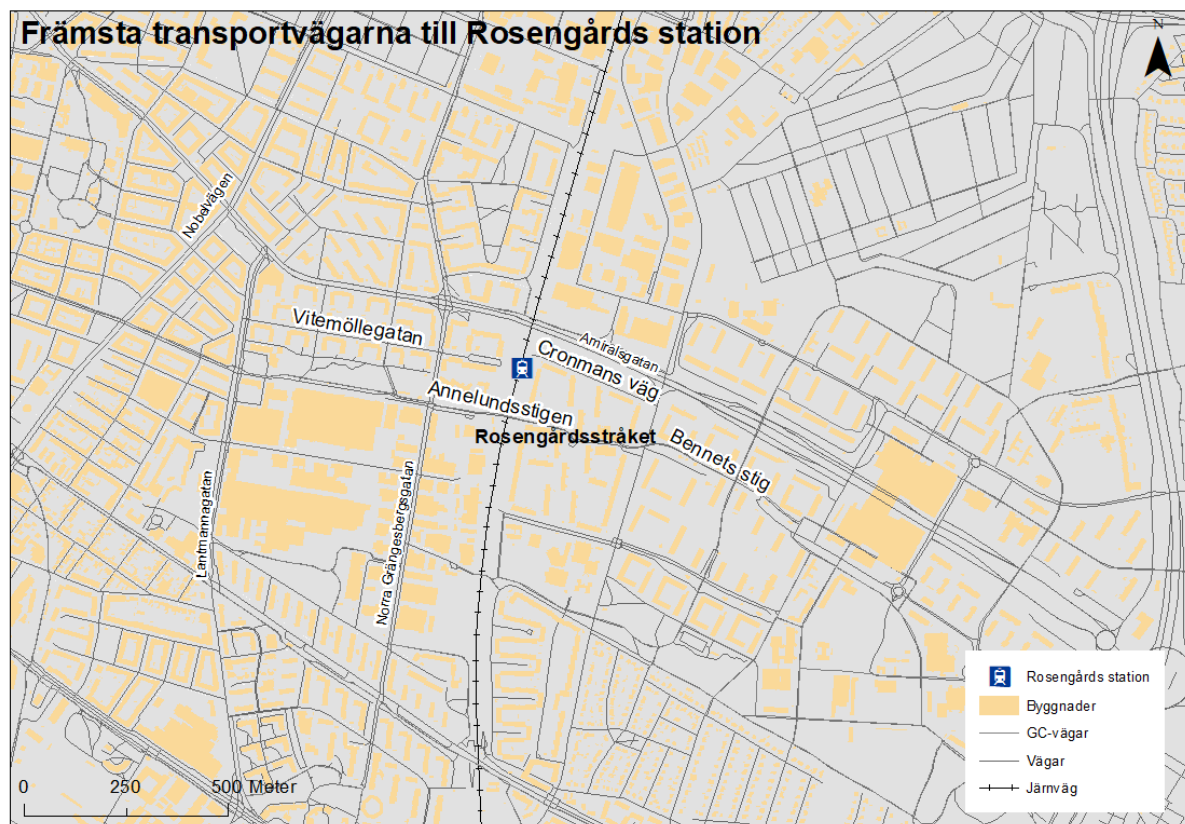 Främsta transportvägarna till Rosengårds station
N
Nobelvägen
Vitemöllegatan
Amiralsgatan
Cronmans väg
Annelundsstigen
Rosengårdsstråket
Bennets stig
Lantmannagatan
Norra Grängesbergsgatan
Rosengårds station
Byggnader
GC-vägar
Vägar
Järnväg
0 250 500 Meter